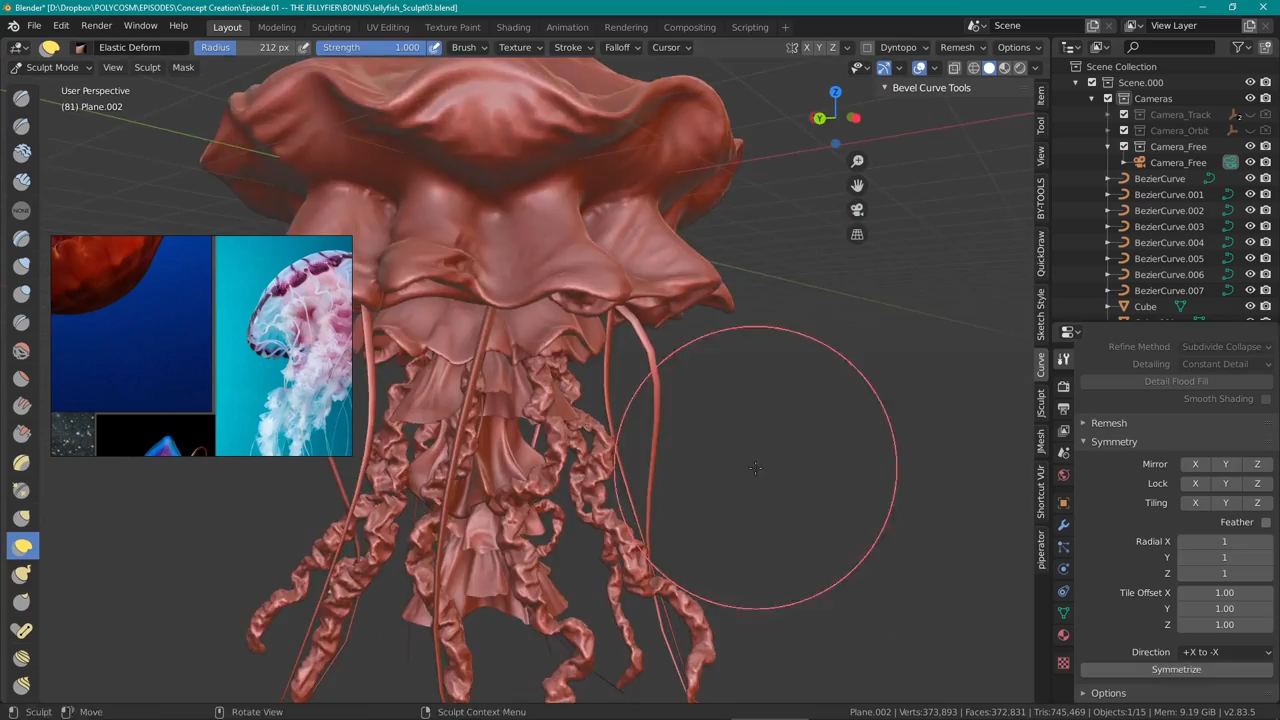 Blender* [D:\Dropbox\POLYCOSM\EPISODES\Concept Creation\Episode 01 -- THE JELLYFIER\BONUS\Jellyfish_Sculpt03.blend]
File Edit Render Window Help Layout Sculpting UV Editing Texture Paint Shading Animation Rendering Compositing Scripting + Scene View Layer
Elastic Deform Radius 212 px Strength 1.000 Brush Texture Stroke Falloff Cursor X Y Z Dyntopo Remesh Options
Sculpt Mode View Sculpt Mask
User Perspective
(81) Plane.002
NONE
Z
Y
Bevel Curve Tools
Item
Tool
View
BY-TOOLS
QuickDraw
Sketch Style
Curve
JSculpt
JMesh
Shortcut VUr
piperator
Scene Collection
Scene.000
Cameras
Camera_Track 2
Camera_Orbit
Camera_Free
Camera_Free
BezierCurve
BezierCurve.001
BezierCurve.002
BezierCurve.003
BezierCurve.004
BezierCurve.005
BezierCurve.006
BezierCurve.007
Cube
Refine Method Subdivide Collapse
Detailing Constant Detail
Detail Flood Fill
Smooth Shading
Remesh
Symmetry
Mirror X Y Z
Lock X Y Z
Tiling X Y Z
Feather
Radial X 1
Y 1
Z 1
Tile Offset X 1.00
Y 1.00
Z 1.00
Direction +X to -X
Symmetrize
Options
Sculpt Move Rotate View Sculpt Context Menu Plane.002 | Verts:373,893 | Faces:372,831 | Tris:745,469 | Objects:1/15 | Mem: 9.19 GiB | v2.83.5